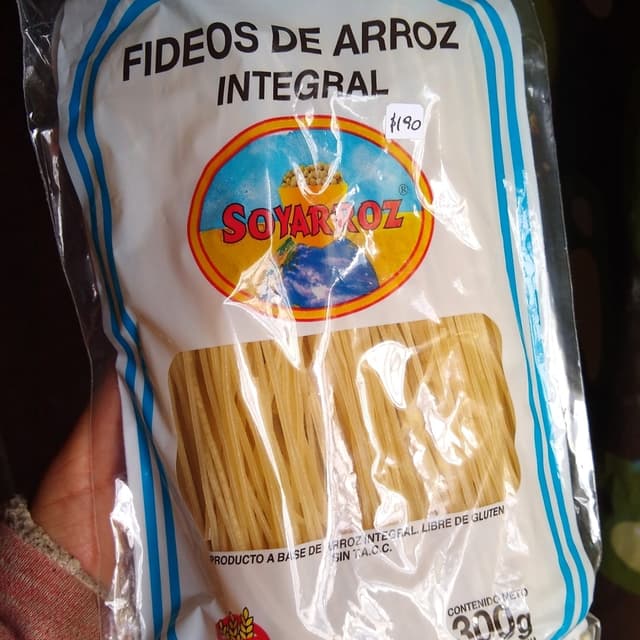 FIDEOS DE ARROZ
INTEGRAL
$190
SOYARROZ®
PRODUCTO A BASE DE ARROZ INTEGRAL. LIBRE DE GLUTEN
SIN T.A.C.C.
CONTENIDO NETO
300g